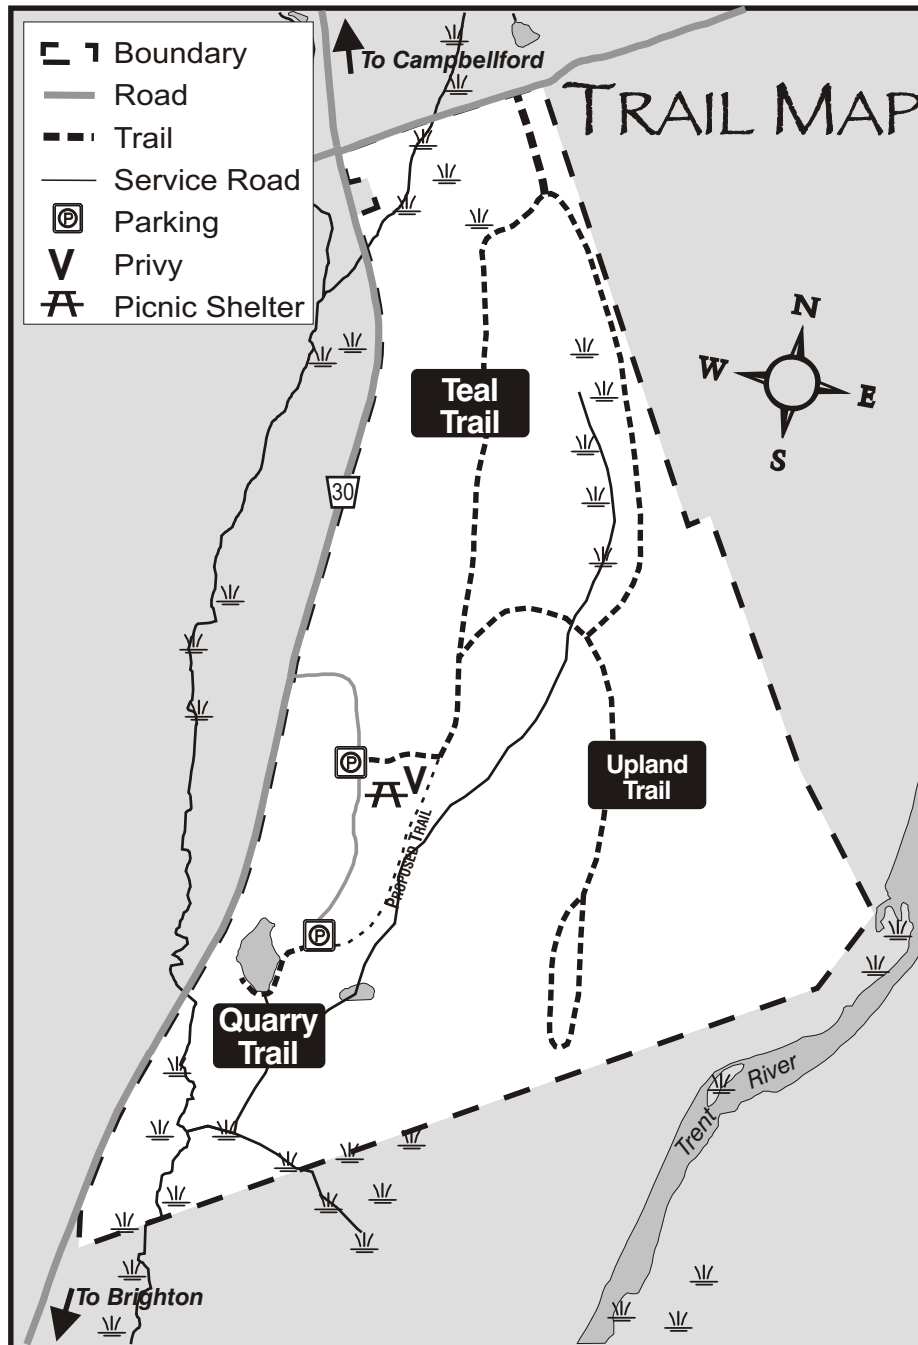 Boundary
Road
Trail
Service Road
P
Parking
V
Privy
Picnic Shelter
To Campbellford
TRAIL MAP
N
W
E
S
Teal
Trail
30
P
V
Upland
Trail
PROPOSED TRAIL
P
Quarry
Trail
Trent River
To Brighton